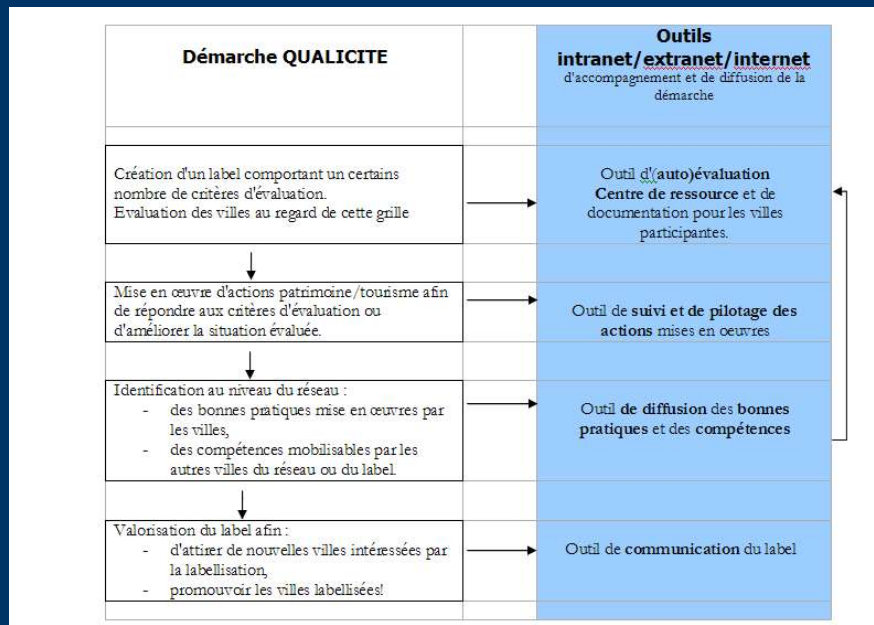 Démarche QUALICITE
Outils
intranet/extranet/internet
d'accompagnement et de diffusion de la
démarche
Création d'un label comportant un certains
nombre de critères d'évaluation.
Evaluation des villes au regard de cette grille
Outil d'(auto)évaluation
Centre de ressource et de
documentation pour les villes
participantes.
Mise en œuvre d'actions patrimoine/tourisme afin
de répondre aux critères d'évaluation ou
d'améliorer la situation évaluée.
Outil de suivi et de pilotage des
actions mises en oeuvres
Identification au niveau du réseau :
- des bonnes pratiques mise en œuvres par
les villes,
- des compétences mobilisables par les
autres villes du réseau ou du label.
Outil de diffusion des bonnes
pratiques et des compétences
Valorisation du label afin :
- d'attirer de nouvelles villes intéressées par
la labellisation,
- promouvoir les villes labellisées!
Outil de communication du label